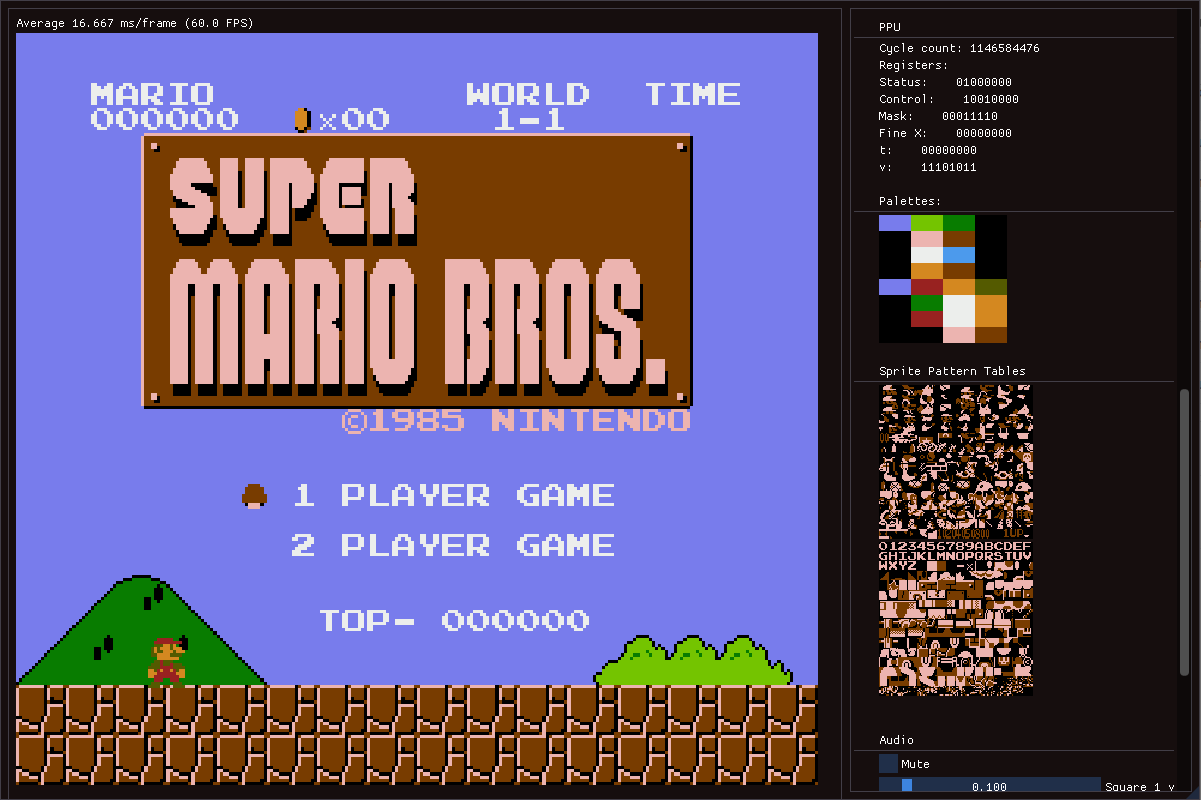 Average 16.667 ms/frame (60.0 FPS)
MARIO WORLD TIME
000000 x00 1-1
SUPER
MARIO BROS.
©1985 NINTENDO
1 PLAYER GAME
2 PLAYER GAME
TOP- 000000
PPU
Cycle count: 1146584476
Registers:
Status: 01000000
Control: 10010000
Mask: 00011110
Fine X: 00000000
t: 00000000
v: 11101011
Palettes:
Sprite Pattern Tables
0123456789ABCDEF
GHIJKLMNOPQRSTUV
WXYZ
Audio
Mute
0.100 Square 1 v